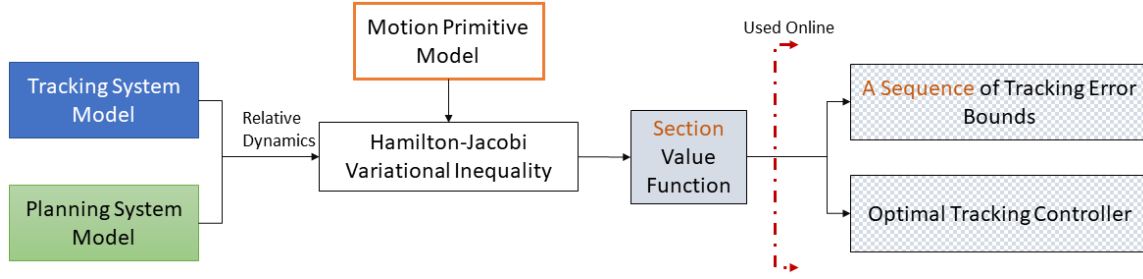 Tracking System
Model
Planning System
Model
Relative
Dynamics
Motion Primitive
Model
Hamilton-Jacobi
Variational Inequality
Section
Value
Function
Used Online
A Sequence of Tracking Error
Bounds
Optimal Tracking Controller